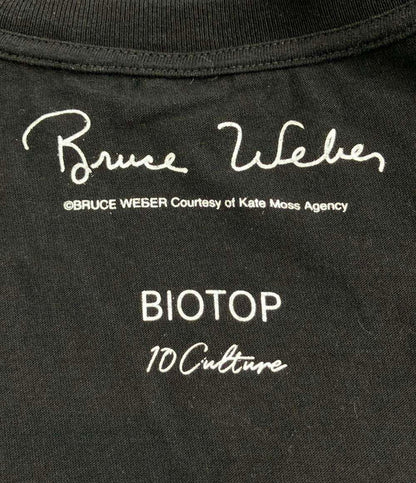 Bruce Weber
©BRUCE WEBER Courtesy of Kate Moss Agency
BIOTOP
10 Culture